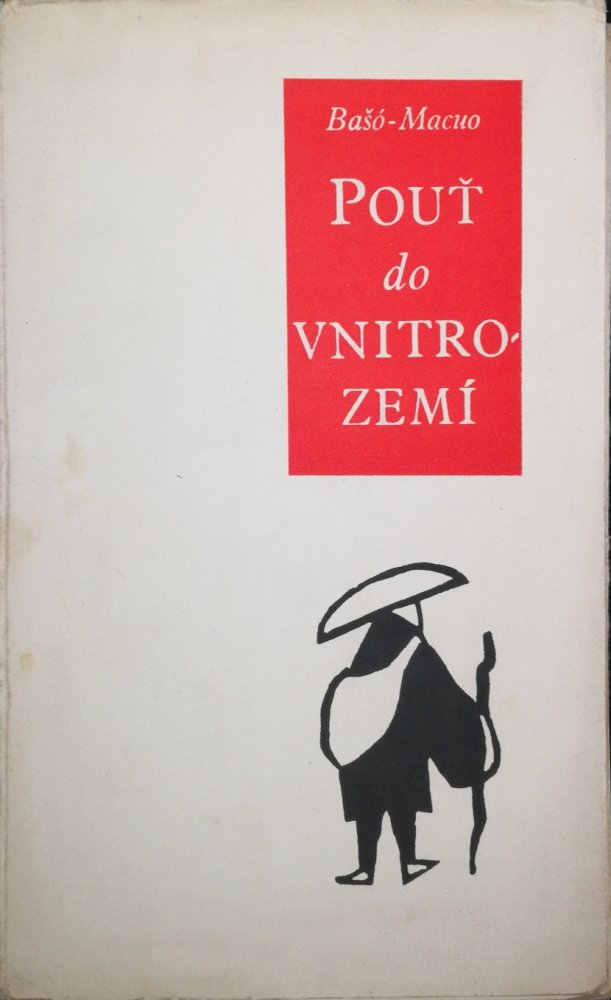 Bašó-Macuo
POUŤ
do
VNITRO-
ZEMÍ